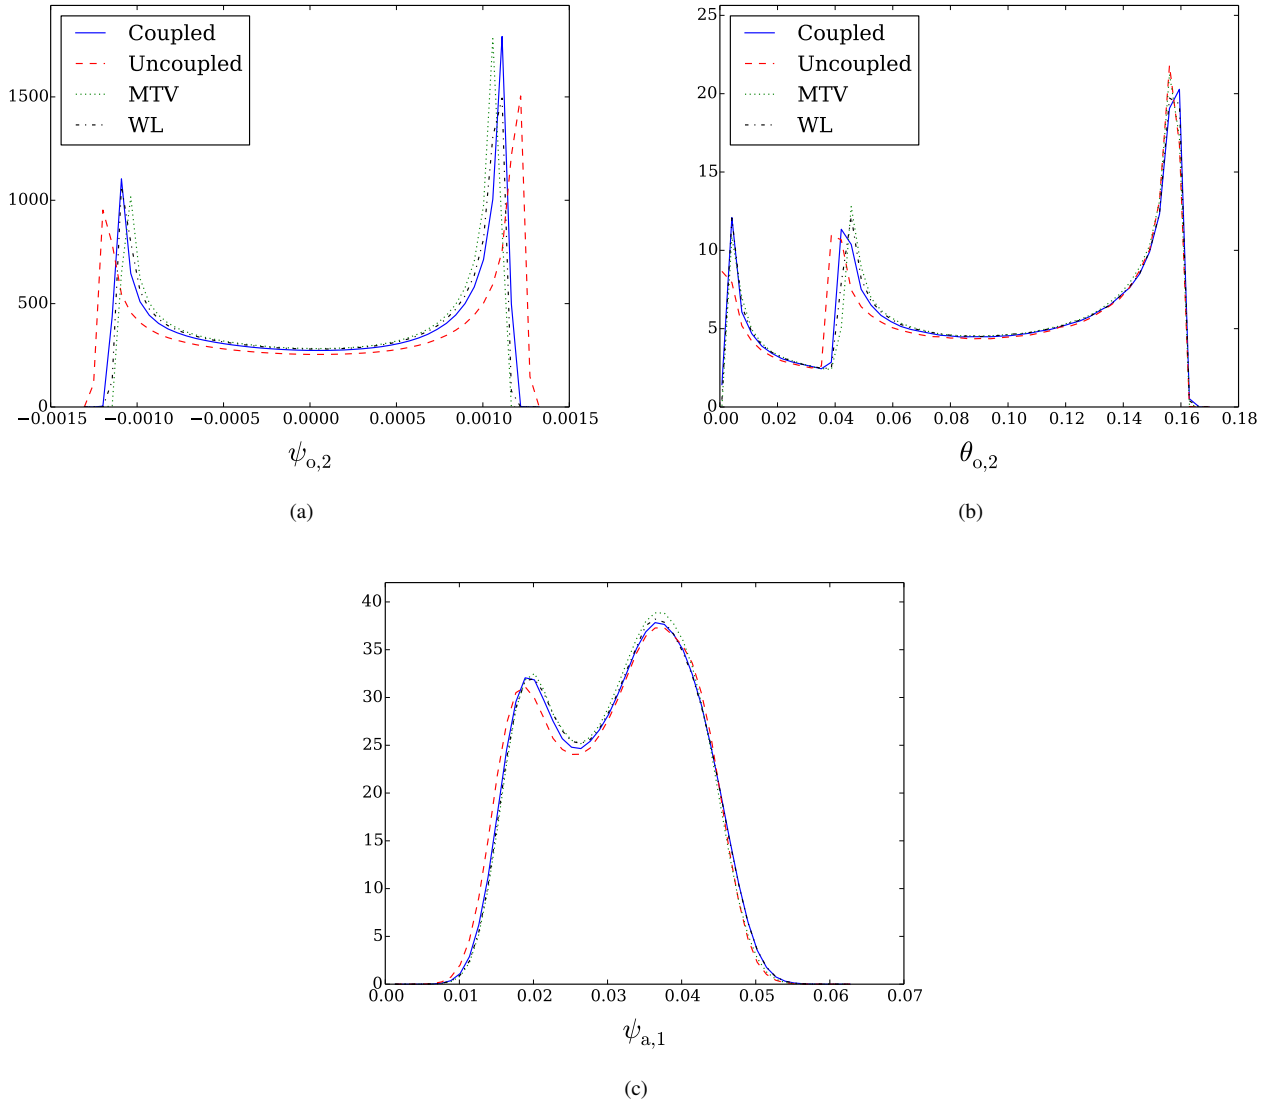 Coupled
Uncoupled
MTV
WL
1500
1000
500
0
−0.0015 −0.0010 −0.0005 0.0000 0.0005 0.0010 0.0015
ψo,2
(a)
Coupled
Uncoupled
MTV
WL
25
20
15
10
5
0
0.00 0.02 0.04 0.06 0.08 0.10 0.12 0.14 0.16 0.18
θo,2
(b)
40
35
30
25
20
15
10
5
0
0.00 0.01 0.02 0.03 0.04 0.05 0.06 0.07
ψa,1
(c)